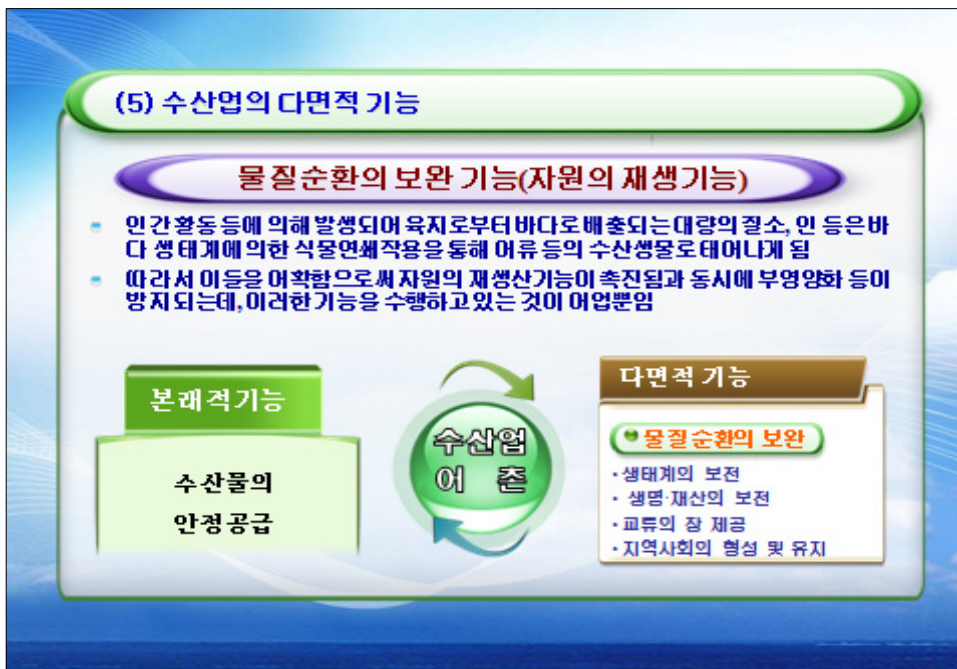 (5) 수산업의 다면적 기능
물질순환의 보완 기능(자원의 재생기능)
인간 활동 등에 의해 발생되어 육지로부터 바다로 배출되는 대량의 질소, 인 등은 바
다 생태계에 의한 식물연쇄작용을 통해 어류 등의 수산생물로 태어나게 됨
따라서 이들을 어획함으로써 자원의 재생산기능이 촉진됨과 동시에 부영양화 등이
방지되는데, 이러한 기능을 수행하고 있는 것이 어업뿐임
본래적기능
수산물의
안정공급
수산업
어 촌
다면적 기능
물질순환의 보완
· 생태계의 보전
· 생명·재산의 보전
· 교류의 장 제공
· 지역사회의 형성 및 유지